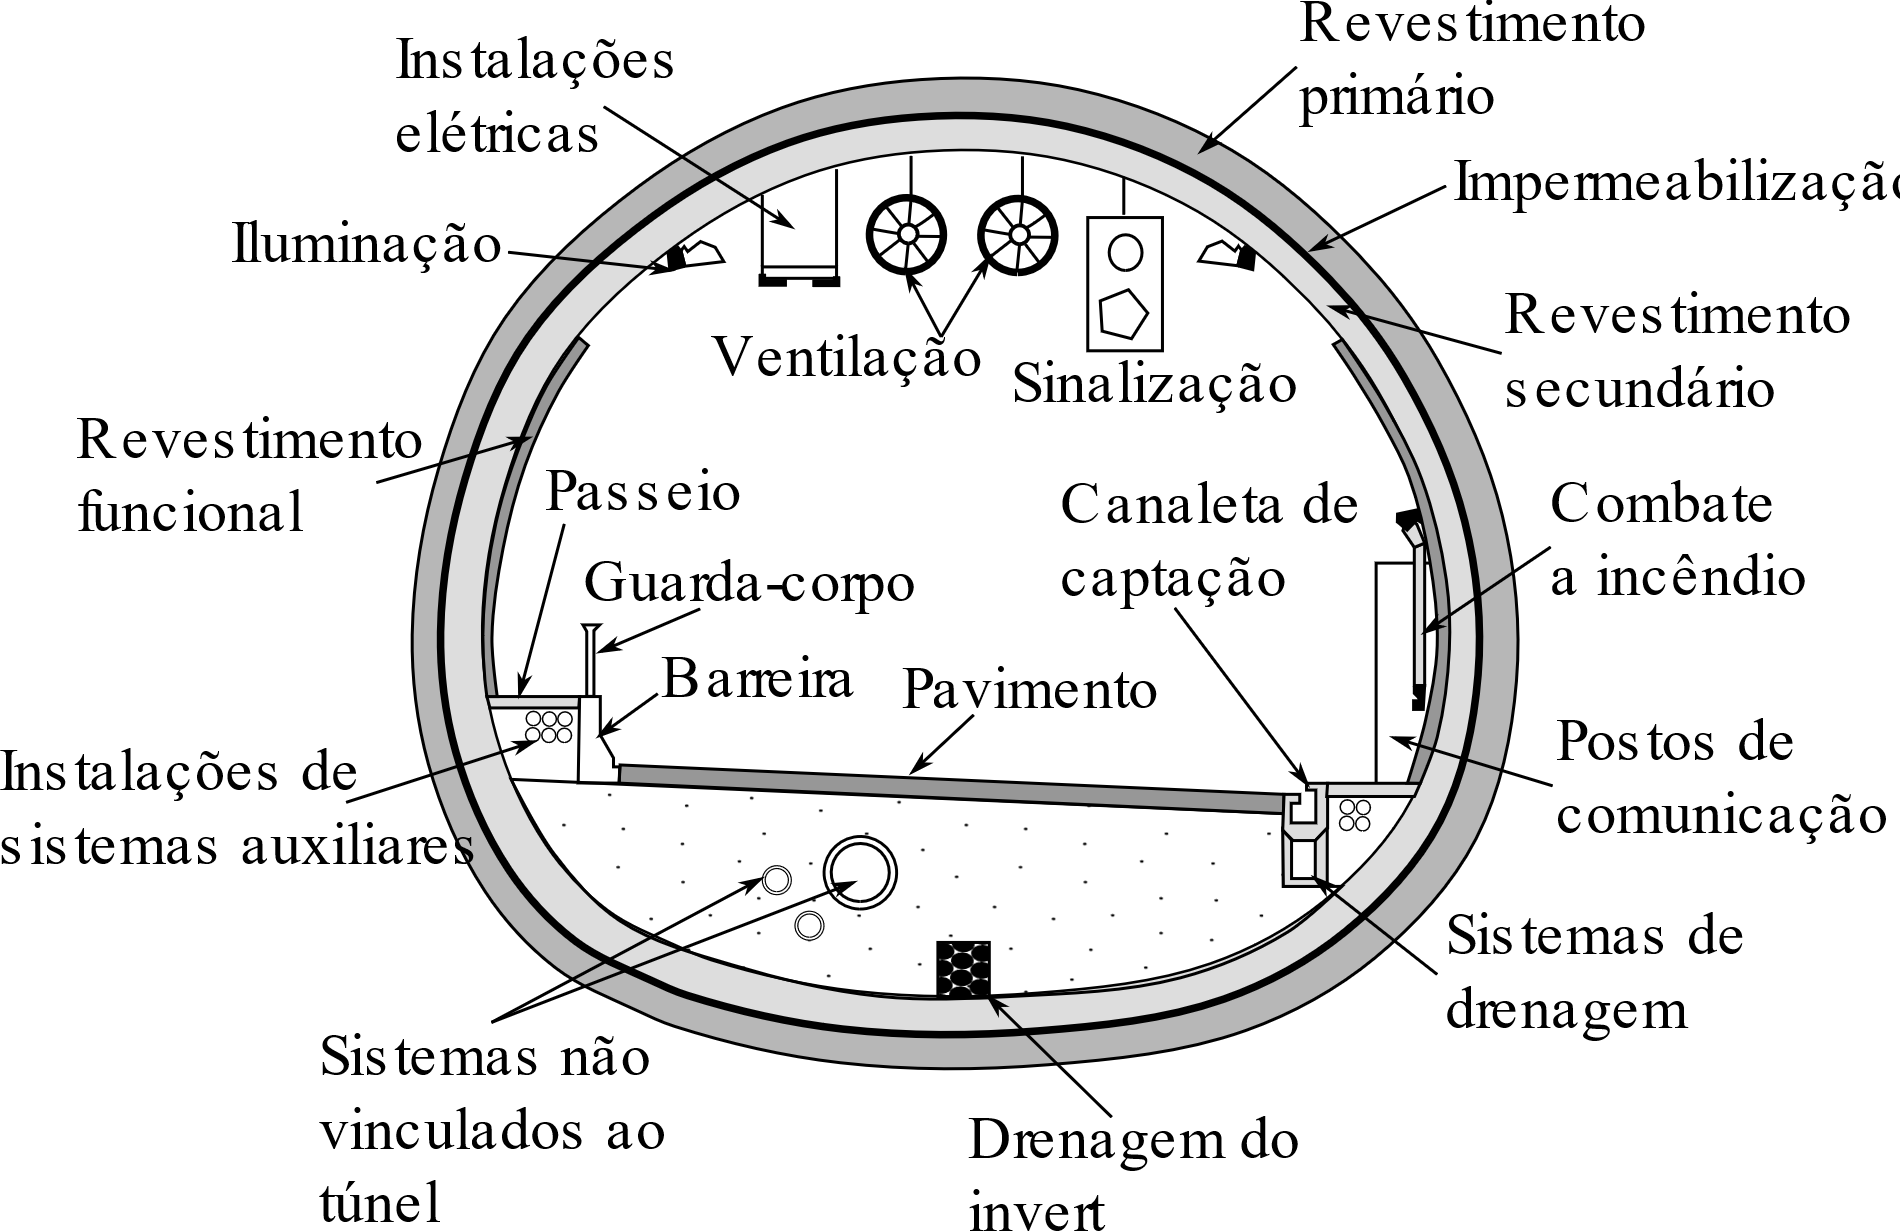 Revestimento
primário
Instalações
elétricas
Impermeabilização
Iluminação
Revestimento
secundário
Ventilação
Sinalização
Revestimento
funcional
Passeio
Canaleta de
captação
Combate
a incêndio
Guarda-corpo
Barreira
Pavimento
Instalações de
sistemas auxiliares
Postos de
comunicação
Sistemas de
drenagem
Sistemas não
vinculados ao
túnel
Drenagem do
invert